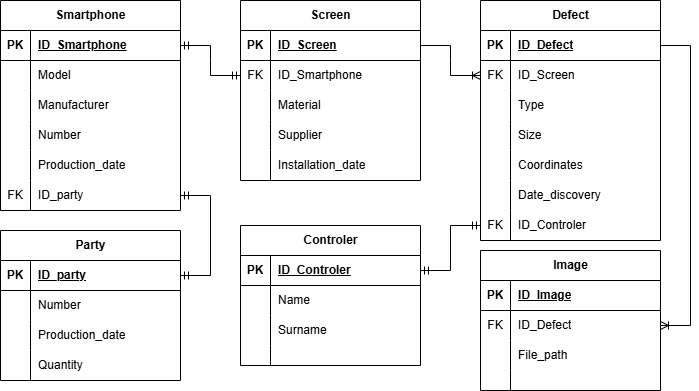 Smartphone
PK ID_Smartphone
Model
Manufacturer
Number
Production_date
FK ID_party
Screen
PK ID_Screen
FK ID_Smartphone
Material
Supplier
Installation_date
Defect
PK ID_Defect
FK ID_Screen
Type
Size
Coordinates
Date_discovery
FK ID_Controler
Party
PK ID_party
Number
Production_date
Quantity
Controler
PK ID_Controler
Name
Surname
Image
PK ID_Image
FK ID_Defect
File_path